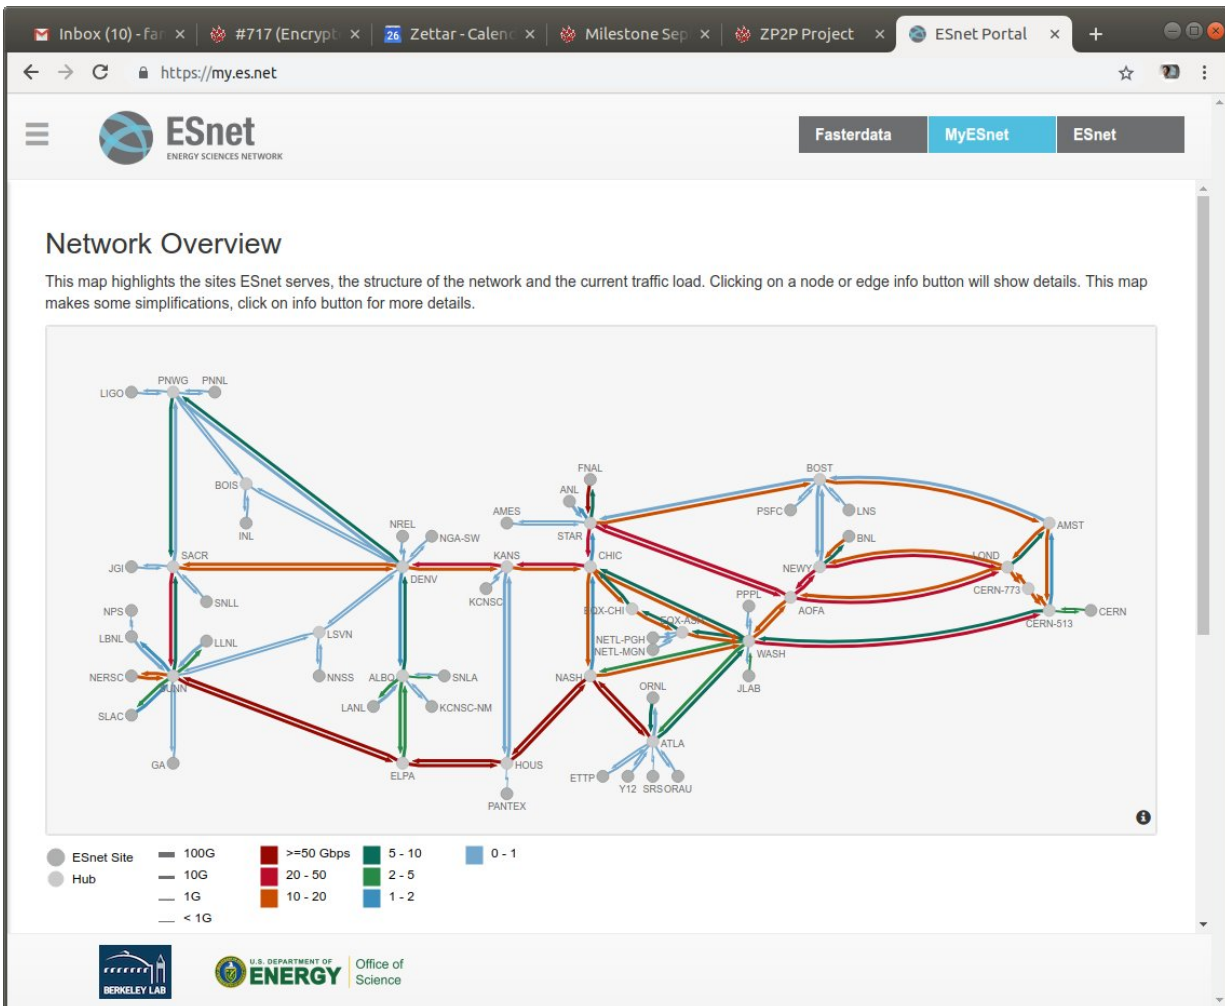 Inbox (10) - far
#717 (Encrypt
26
Zettar - Calend
Milestone Sep
ZP2P Project
ESnet Portal
https://my.es.net
ESnet
ENERGY SCIENCES NETWORK
Fasterdata
MyESnet
ESnet
Network Overview
This map highlights the sites ESnet serves, the structure of the network and the current traffic load. Clicking on a node or edge info button will show details. This map
makes some simplifications, click on info button for more details.
PNWG
PNNL
LIGO
FNAL
BOST
ANL
BOIS
AMES
PSFC
LNS
INL
NREL
NGA-SW
STAR
AMST
BNL
SACR
KANS
CHIC
LOND
JGI
DENV
NEWY
KCNSC
PPPL
CERN-773
SNLL
AOFA
NPS
EQX-CHI
CERN
LBNL
LSVN
EQX-ASH
CERN-513
LLNL
NETL-PGH
NETL-MGN
WASH
NERSC
SUNN
NNSS
ALBQ
SNLA
NASH
JLAB
ORNL
SLAC
LANL
KCNSC-NM
ATLA
GA
ELPA
HOUS
ETTP
Y12
SRS
ORAU
PANTEX
ESnet Site
Hub
100G
10G
1G
< 1G
>=50 Gbps
20 - 50
10 - 20
5 - 10
2 - 5
1 - 2
0 - 1
BERKELEY LAB
U.S. DEPARTMENT OF
ENERGY
Office of
Science